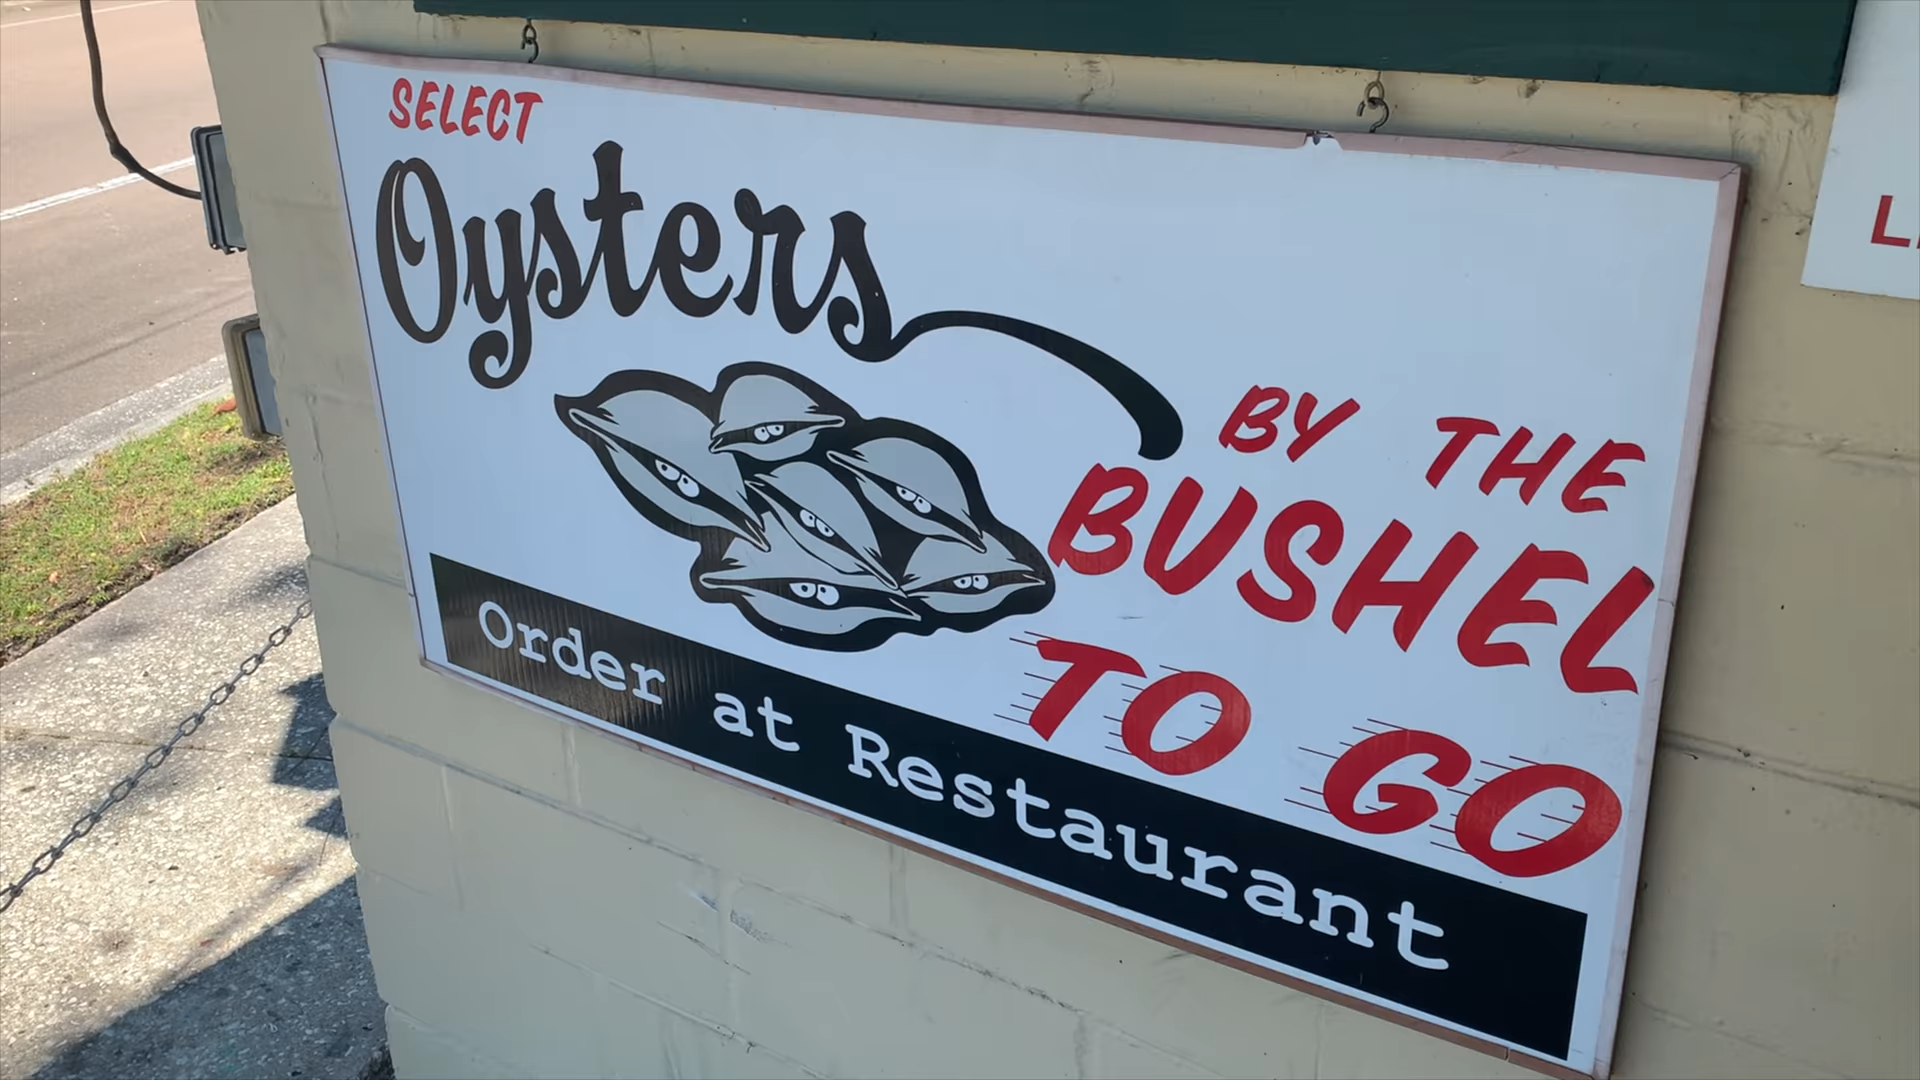 SELECT
Oysters
BY THE
BUSHEL
TO GO
Order at Restaurant